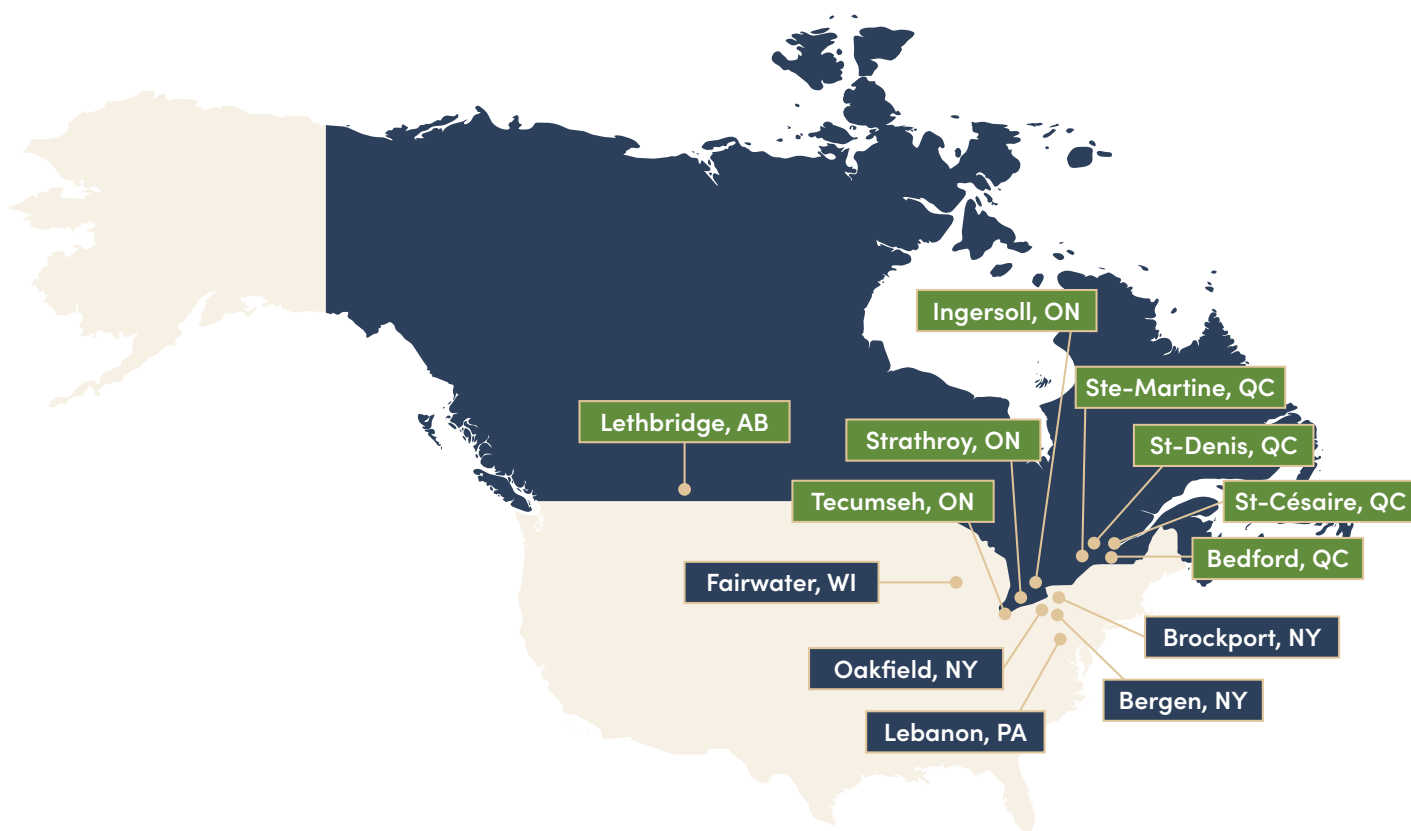 Ingersoll, ON
Ste-Martine, QC
Lethbridge, AB
Strathroy, ON
St-Denis, QC
Tecumseh, ON
St-Césaire, QC
Bedford, QC
Fairwater, WI
Brockport, NY
Oakfield, NY
Bergen, NY
Lebanon, PA